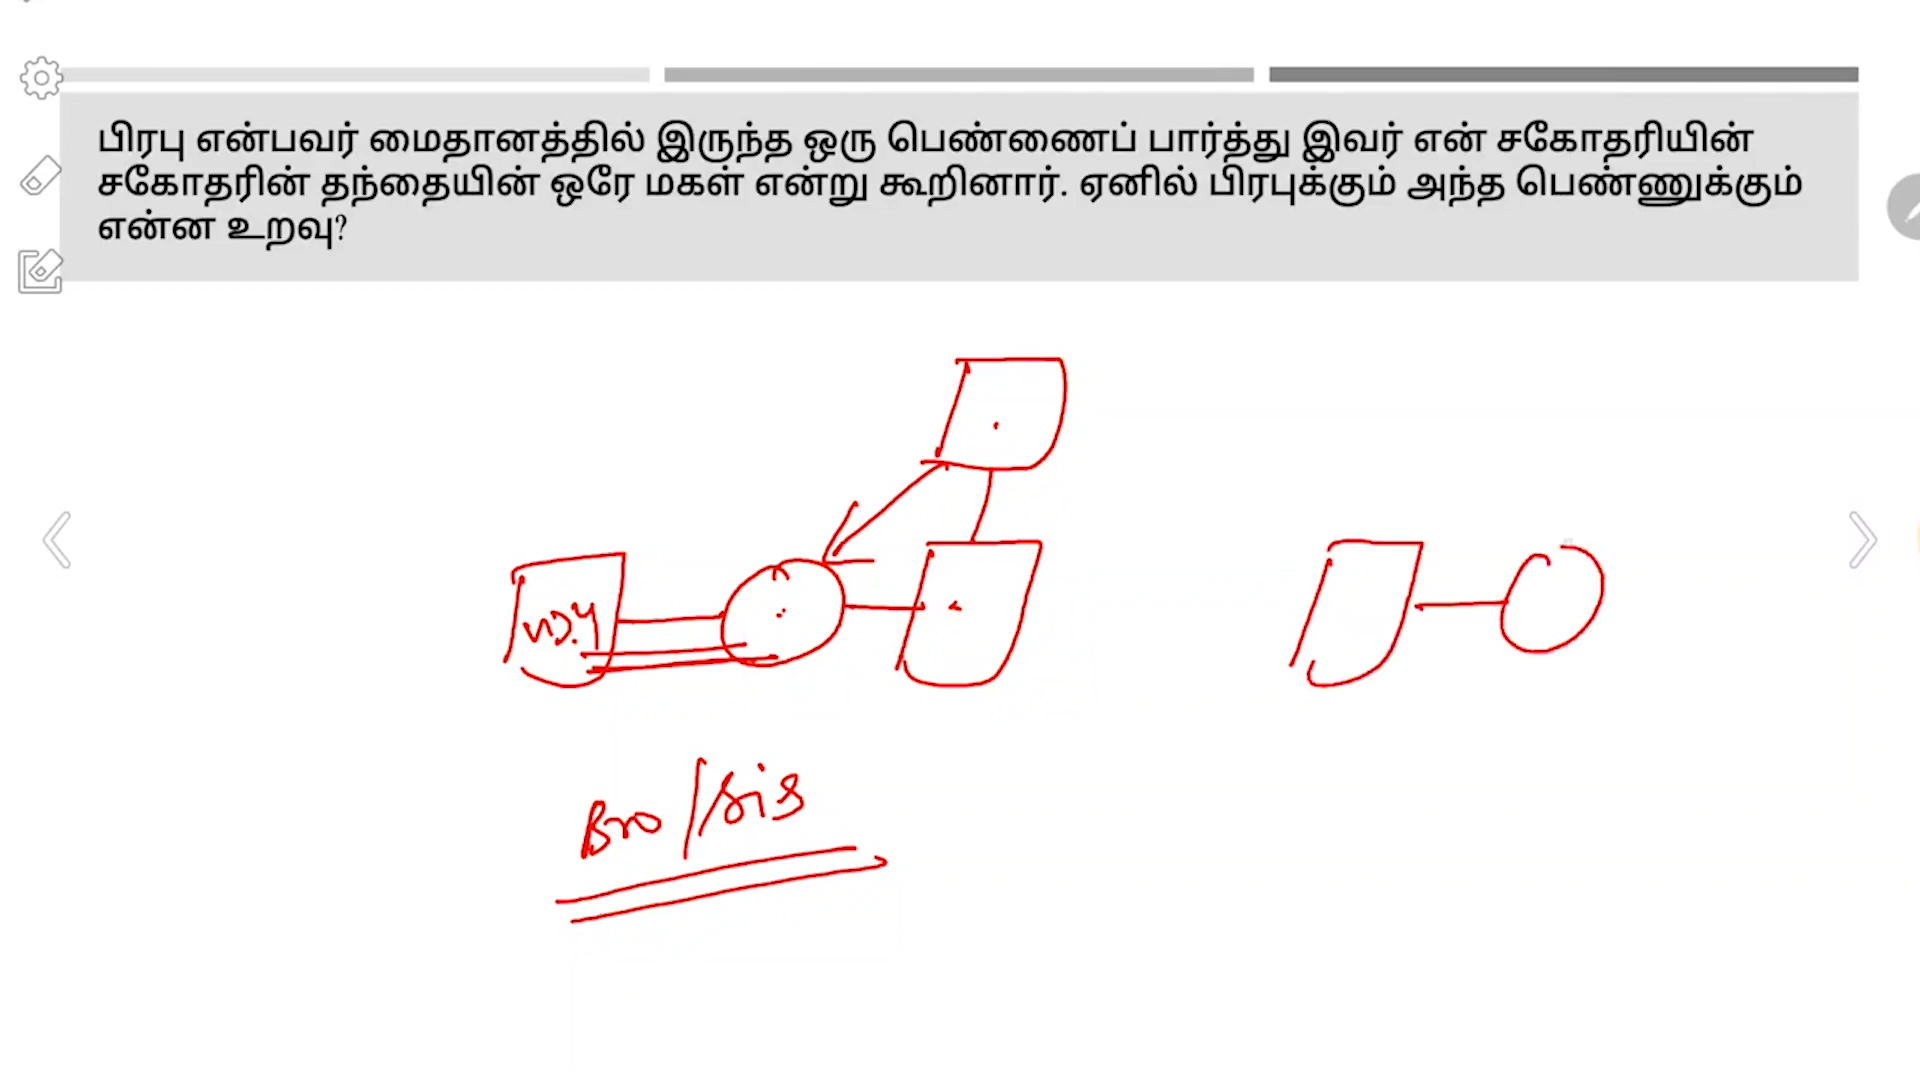 பிரபு என்பவர் மைதானத்தில் இருந்த ஒரு பெண்ணைப் பார்த்து இவர் என் சகோதரியின்
சகோதரின் தந்தையின் ஒரே மகள் என்று கூறினார். ஏனில் பிரபுக்கும் அந்த பெண்ணுக்கும்
என்ன உறவு?
Bro/sis